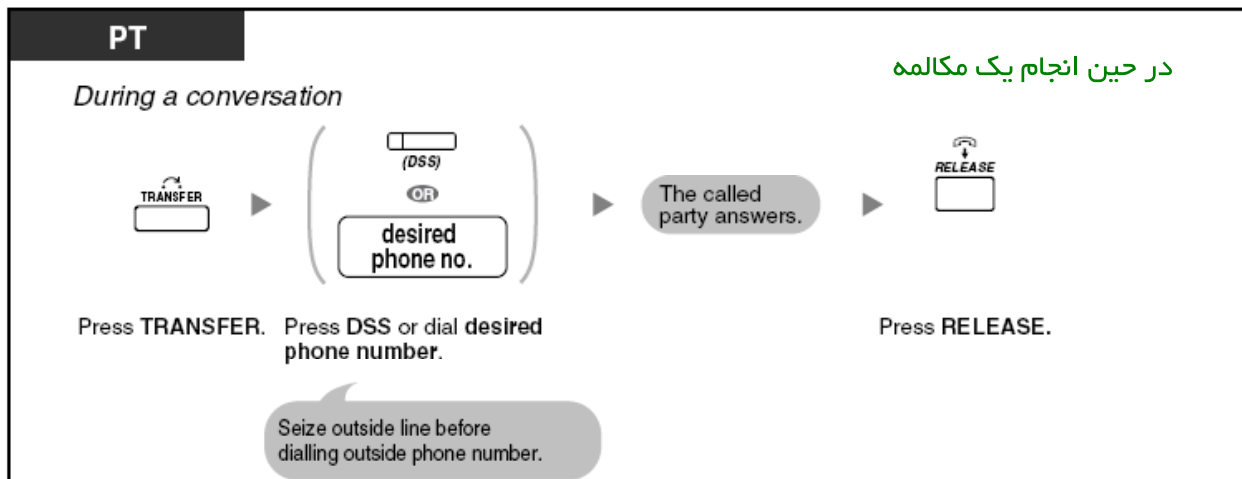 PT
در حین انجام یک مکالمه
During a conversation
TRANSFER
(DSS)
OR
desired
phone no.
The called
party answers.
RELEASE
Press TRANSFER.
Press DSS or dial desired
phone number.
Press RELEASE.
Seize outside line before
dialling outside phone number.